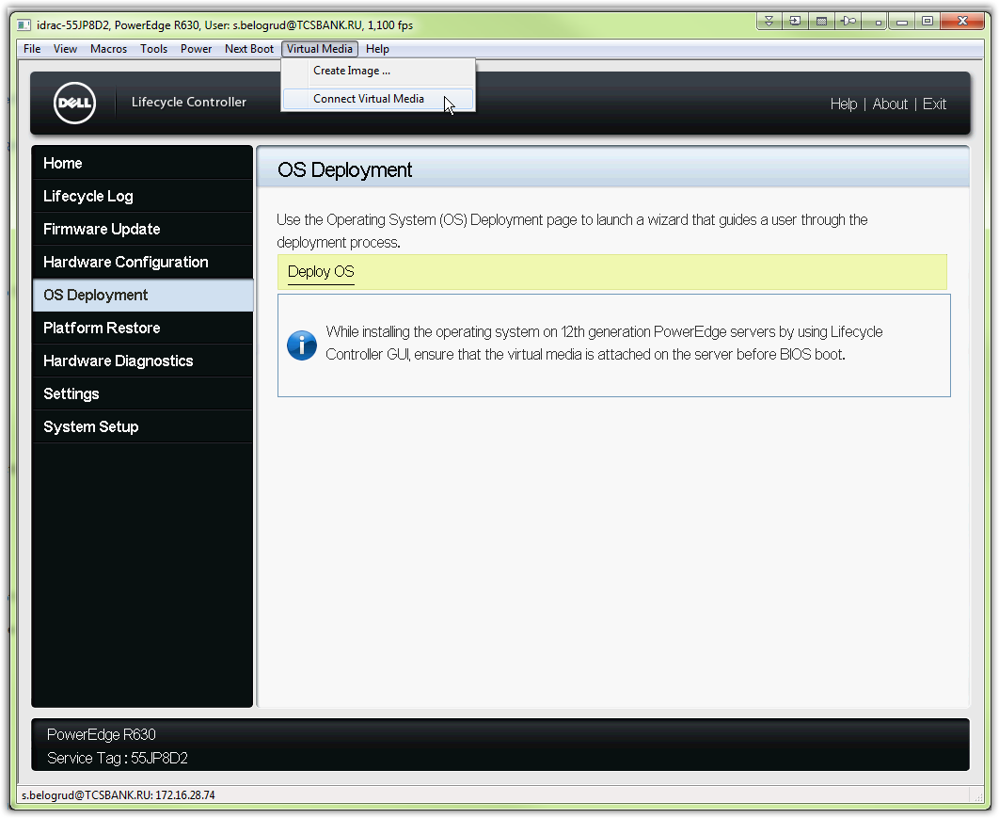 idrac-55JP8D2, PowerEdge R630, User: s.belogrud@TCSBANK.RU, 1,100 fps
File View Macros Tools Power Next Boot Virtual Media Help
Create Image ...
Connect Virtual Media
DELL Lifecycle Controller
Help | About | Exit
Home
Lifecycle Log
Firmware Update
Hardware Configuration
OS Deployment
Platform Restore
Hardware Diagnostics
Settings
System Setup
OS Deployment
Use the Operating System (OS) Deployment page to launch a wizard that guides a user through the
deployment process.
Deploy OS
While installing the operating system on 12th generation PowerEdge servers by using Lifecycle
Controller GUI, ensure that the virtual media is attached on the server before BIOS boot.
PowerEdge R630
Service Tag : 55JP8D2
s.belogrud@TCSBANK.RU: 172.16.28.74